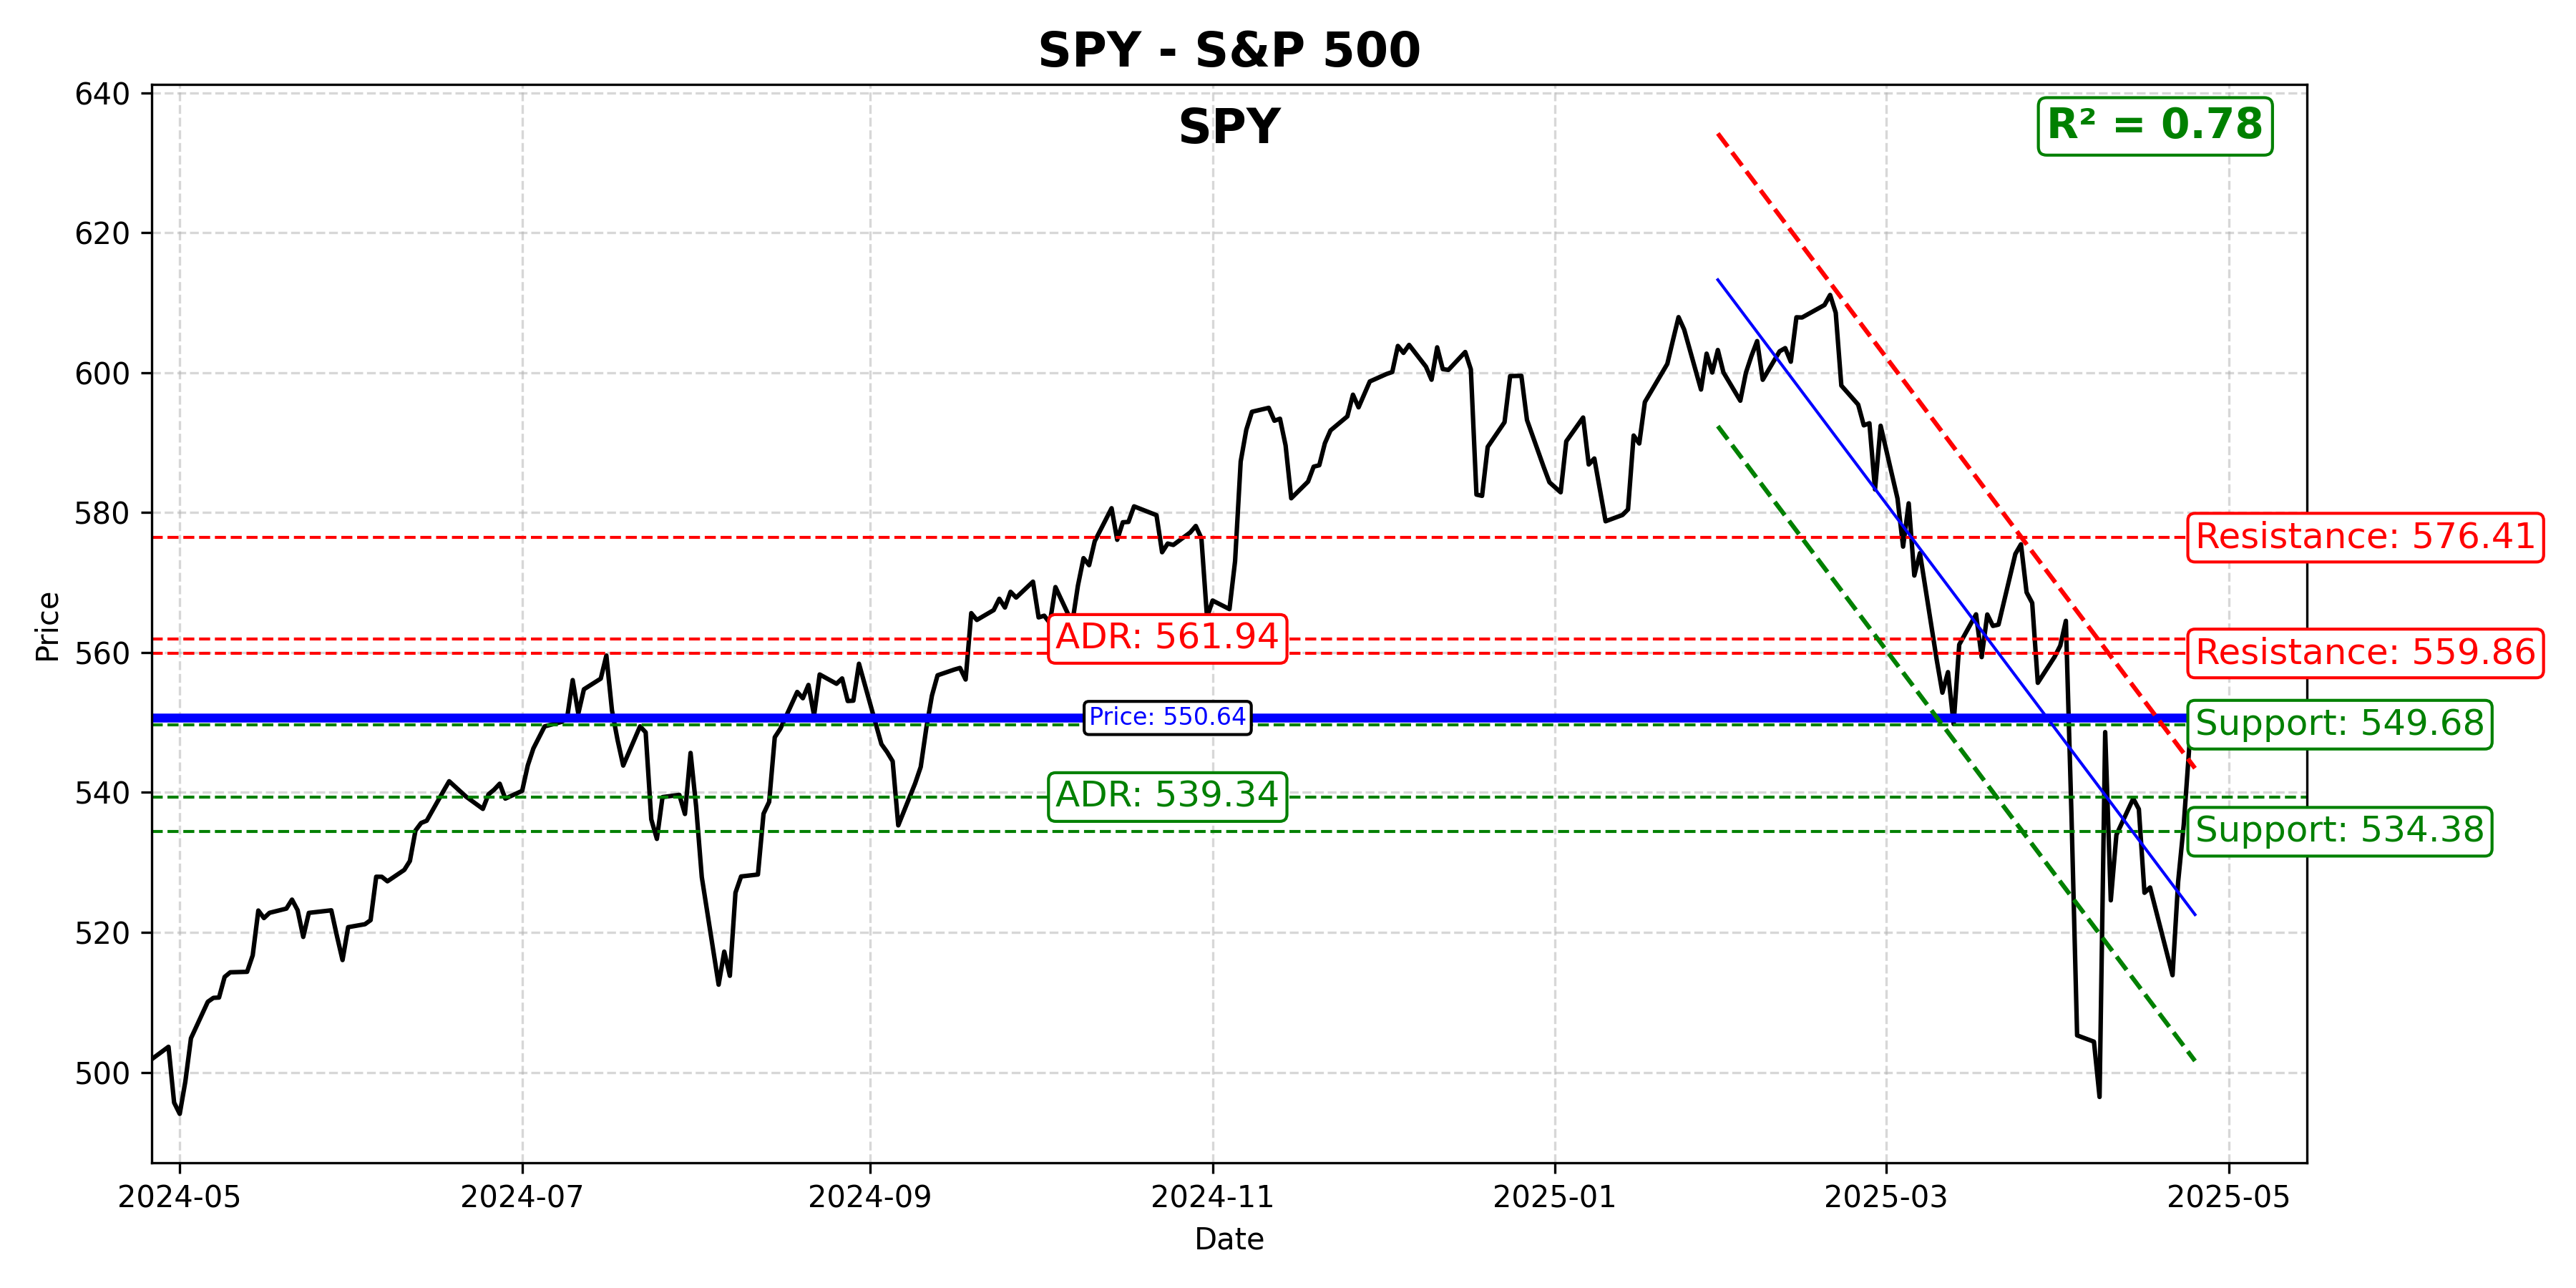 SPY - S&P 500
SPY
R² = 0.78
640
620
600
580
560
540
520
500
Price
Resistance: 576.41
ADR: 561.94
Resistance: 559.86
Price: 550.64
Support: 549.68
ADR: 539.34
Support: 534.38
2024-05
2024-07
2024-09
2024-11
2025-01
2025-03
2025-05
Date